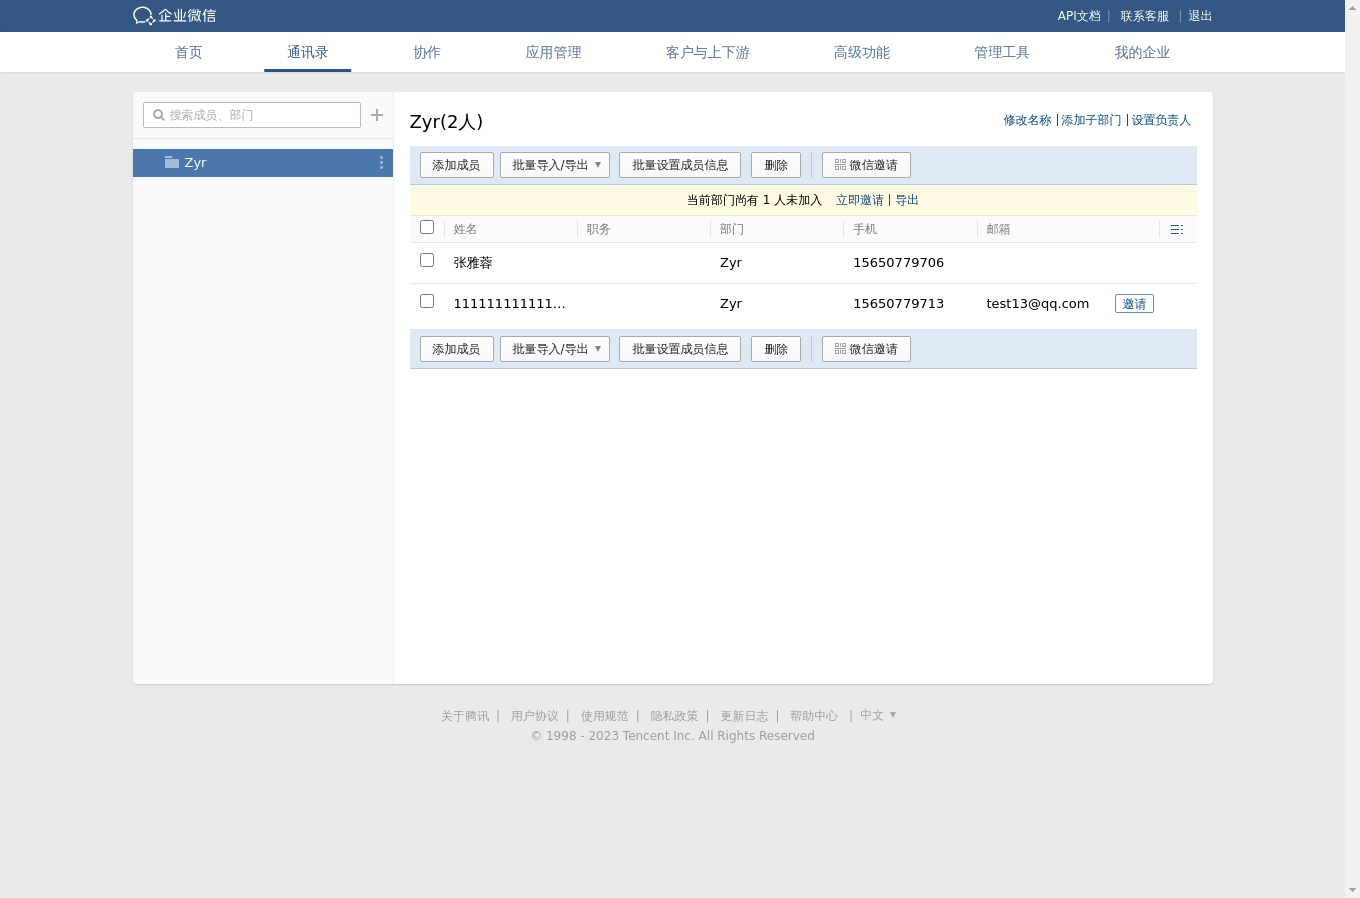 企业微信
API文档 | 联系客服 | 退出
首页 通讯录 协作 应用管理 客户与上下游 高级功能 管理工具 我的企业
搜索成员、部门
Zyr
Zyr(2人)
修改名称 | 添加子部门 | 设置负责人
添加成员 批量导入/导出 批量设置成员信息 删除 微信邀请
当前部门尚有 1 人未加入 立即邀请 | 导出
姓名 职务 部门 手机 邮箱
张雅蓉 Zyr 15650779706
111111111111... Zyr 15650779713 test13@qq.com 邀请
添加成员 批量导入/导出 批量设置成员信息 删除 微信邀请
关于腾讯 | 用户协议 | 使用规范 | 隐私政策 | 更新日志 | 帮助中心 | 中文
© 1998 - 2023 Tencent Inc. All Rights Reserved